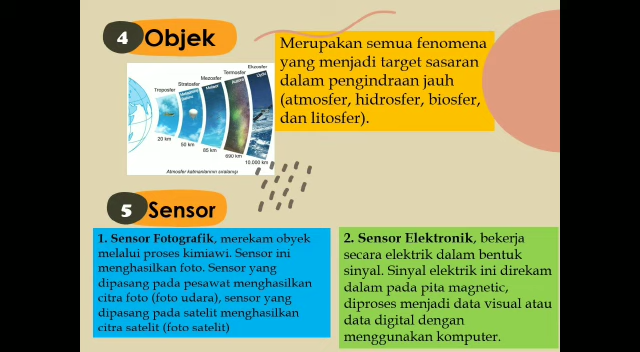 4 Objek
Merupakan semua fenomena
yang menjadi target sasaran
dalam pengindraan jauh
(atmosfer, hidrosfer, biosfer,
dan litosfer).
Troposfer
Stratosfer
Mezosfer
Termosfer
Ekzosfer
Meteor
Uydu
20 km
50 km
85 km
690 km
10.000 km
5 Sensor
1. Sensor Fotografik, merekam obyek
melalui proses kimiawi. Sensor ini
menghasilkan foto. Sensor yang
dipasang pada pesawat menghasilkan
citra foto (foto udara), sensor yang
dipasang pada satelit menghasilkan
citra satelit (foto satelit)
2. Sensor Elektronik, bekerja
secara elektrik dalam bentuk
sinyal. Sinyal elektrik ini direkam
dalam pada pita magnetic,
diproses menjadi data visual atau
data digital dengan
menggunakan komputer.